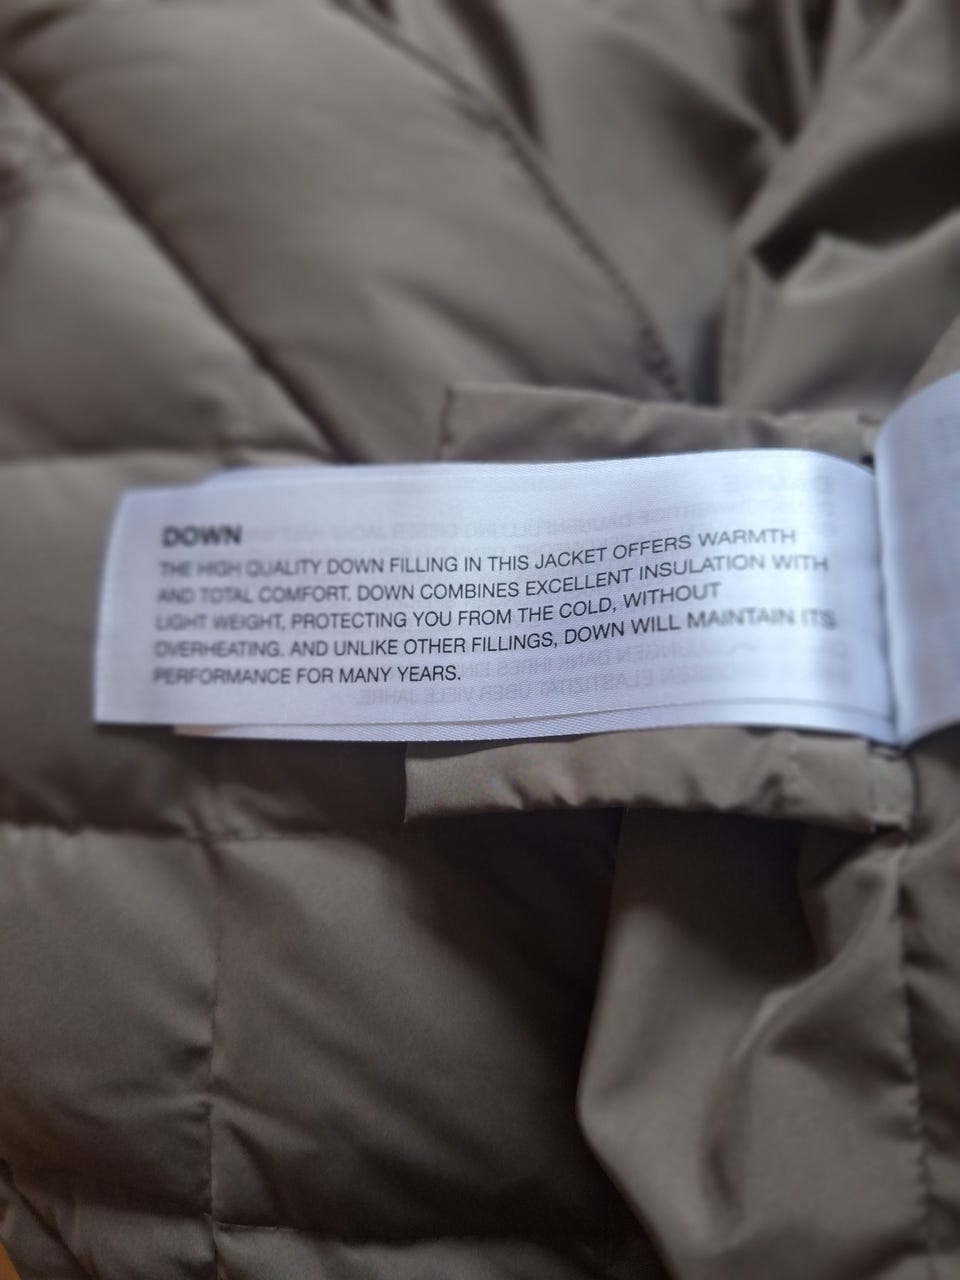 DOWN
THE HIGH QUALITY DOWN FILLING IN THIS JACKET OFFERS WARMTH
AND TOTAL COMFORT. DOWN COMBINES EXCELLENT INSULATION WITH
LIGHT WEIGHT, PROTECTING YOU FROM THE COLD, WITHOUT
OVERHEATING. AND UNLIKE OTHER FILLINGS, DOWN WILL MAINTAIN ITS
PERFORMANCE FOR MANY YEARS.